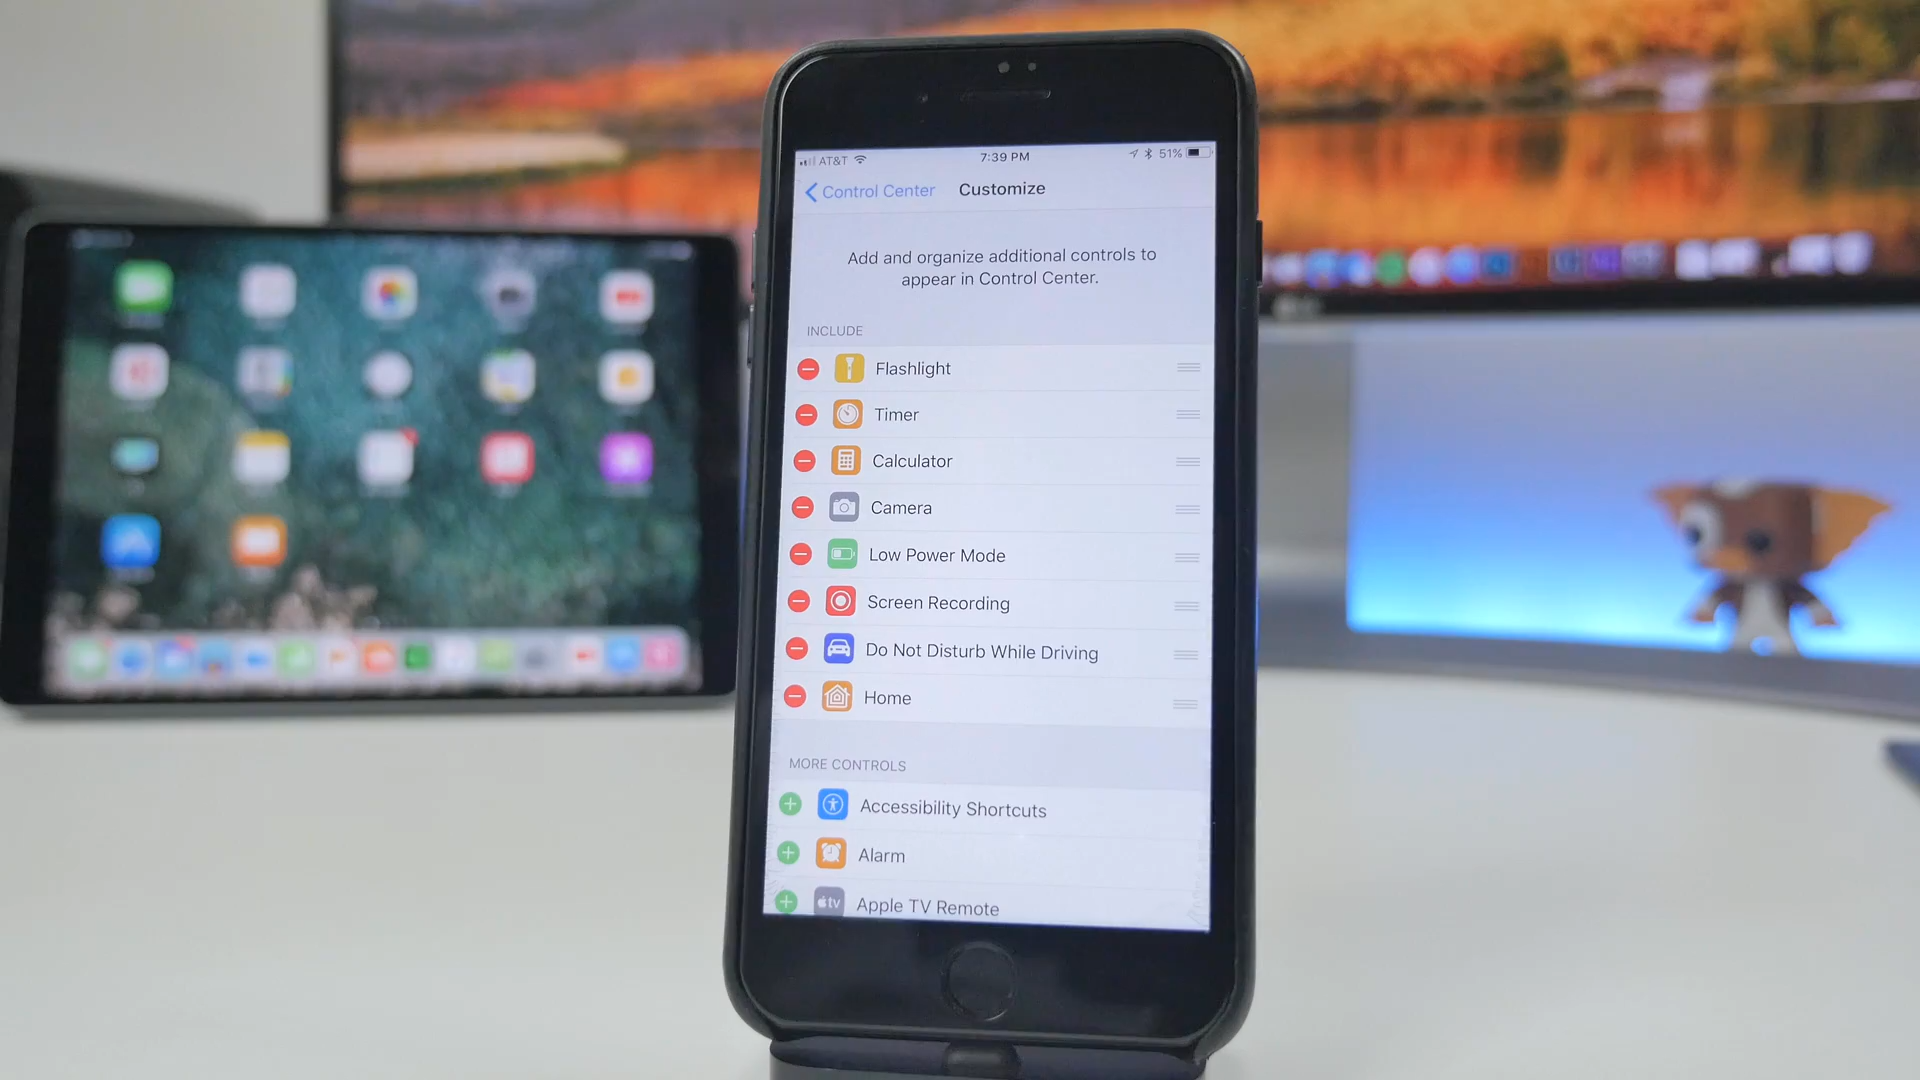 AT&T
7:39 PM
51%
Control Center
Customize
Add and organize additional controls to
appear in Control Center.
INCLUDE
Flashlight
Timer
Calculator
Camera
Low Power Mode
Screen Recording
Do Not Disturb While Driving
Home
MORE CONTROLS
Accessibility Shortcuts
Alarm
tv
Apple TV Remote